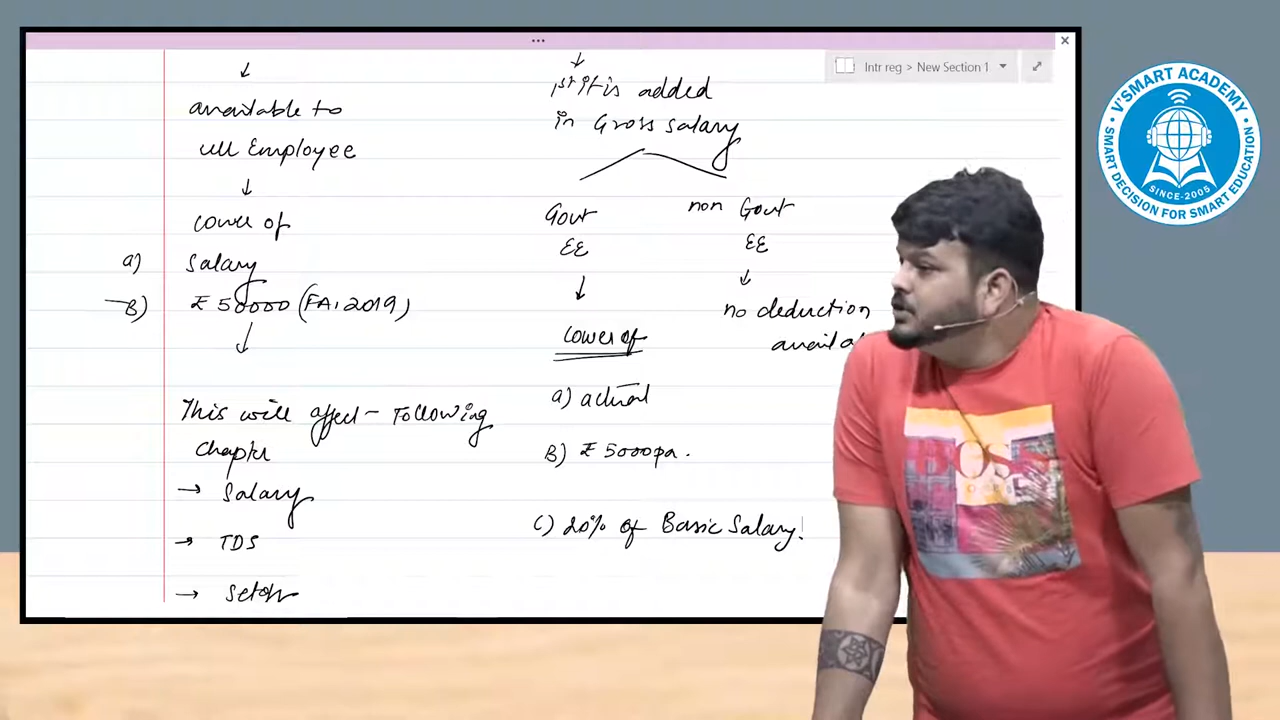 Intr reg > New Section 1
available to
all Employee
lower of
a) Salary
B) ₹ 50000 (FA, 2019)
This will affect - Following
Chapter
→ Salary
→ TDS
→ Setoff
1st it is added
in Gross salary
Govt
EE
non Govt
EE
lower of
no deduction
a) actual
B) ₹ 5000 pa.
C) 20% of Basic Salary!
V'SMART ACADEMY
SINCE-2005
SMART DECISION FOR SMART EDUCATION